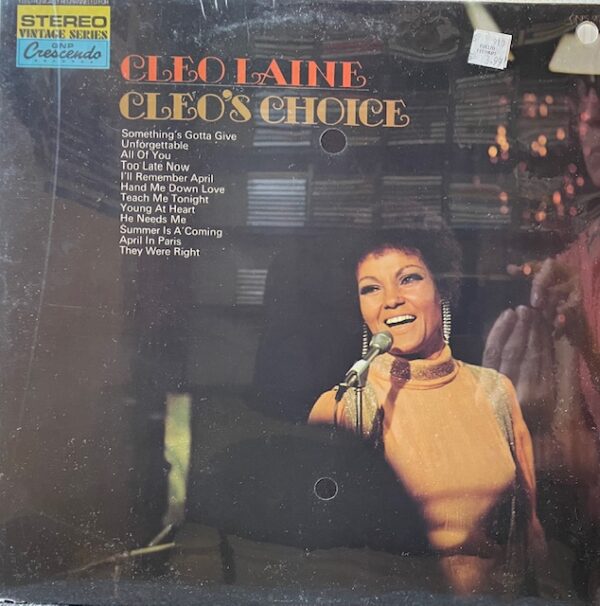 STEREO
VINTAGE SERIES
GNP
Crescendo
RECORDS
CLEO LAINE
CLEO'S CHOICE
Something's Gotta Give
Unforgettable
All Of You
Too Late Now
I'll Remember April
Hand Me Down Love
Teach Me Tonight
Young At Heart
He Needs Me
Summer Is A'Coming
April In Paris
They Were Right